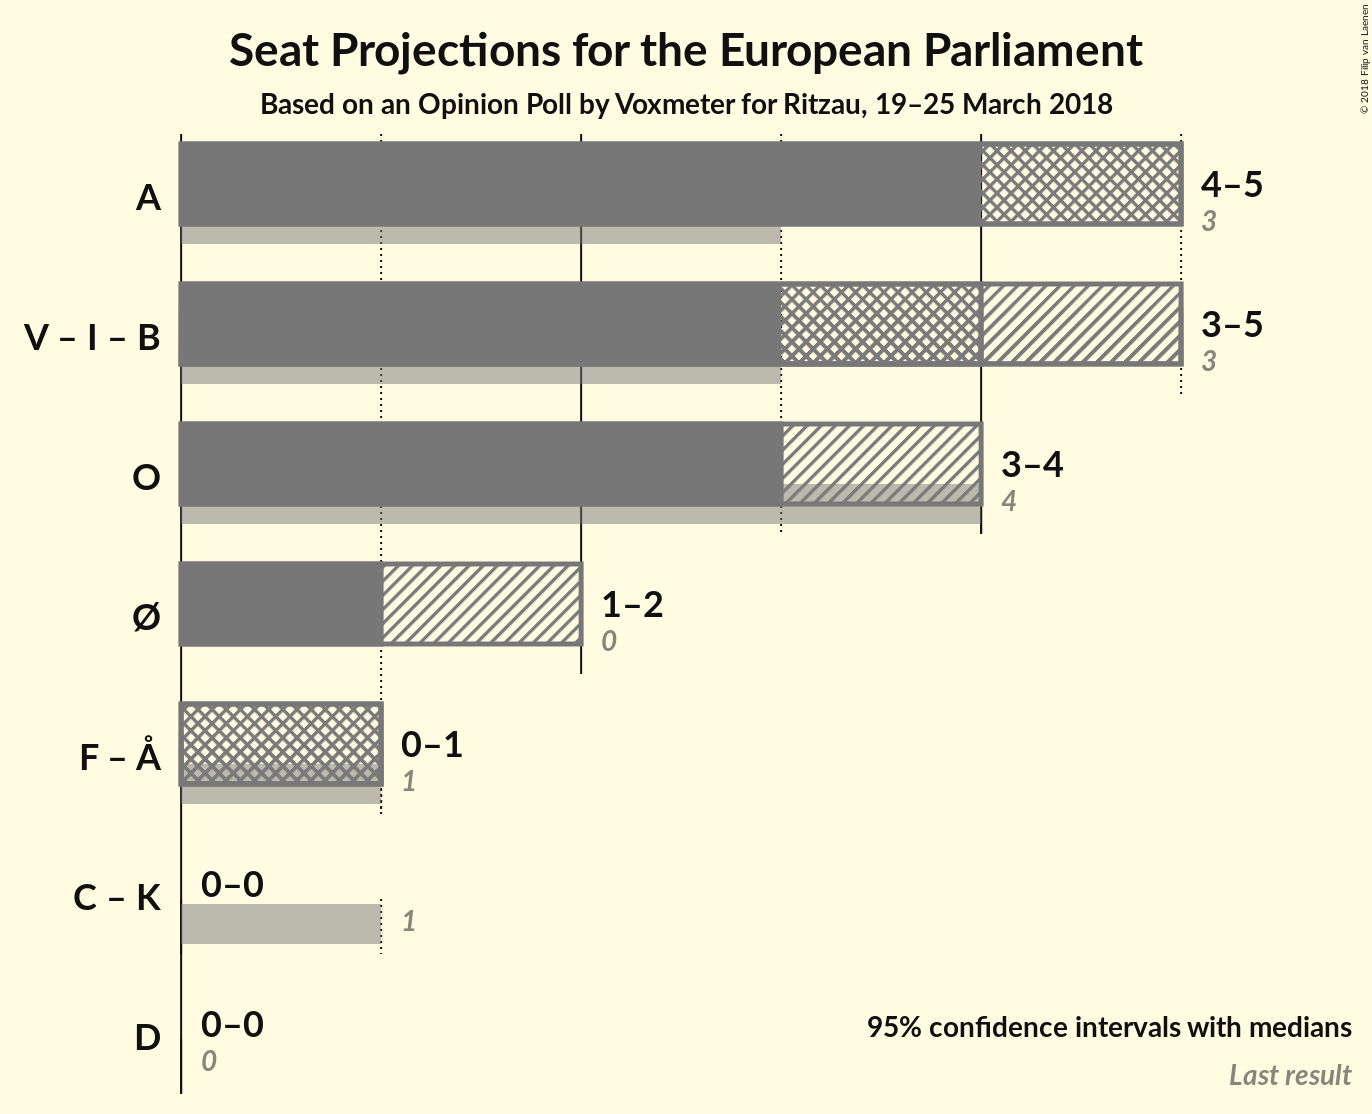 Seat Projections for the European Parliament
Based on an Opinion Poll by Voxmeter for Ritzau, 19–25 March 2018
© 2018 Filip van Laenen
A
4–5
3
V – I – B
3–5
3
O
3–4
4
Ø
1–2
0
F – Å
0–1
1
C – K
0–0
1
D
0–0
0
95% confidence intervals with medians
Last result